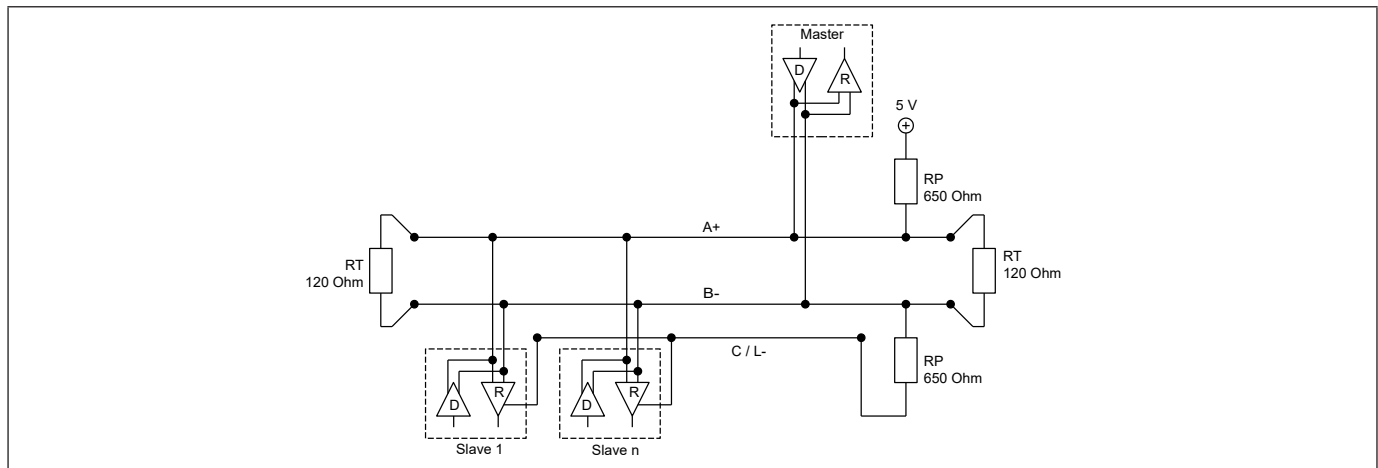 Master
D
R
5 V
RP
650 Ohm
A+
RT
120 Ohm
RT
120 Ohm
B-
C / L-
RP
650 Ohm
D
R
D
R
Slave 1
Slave n